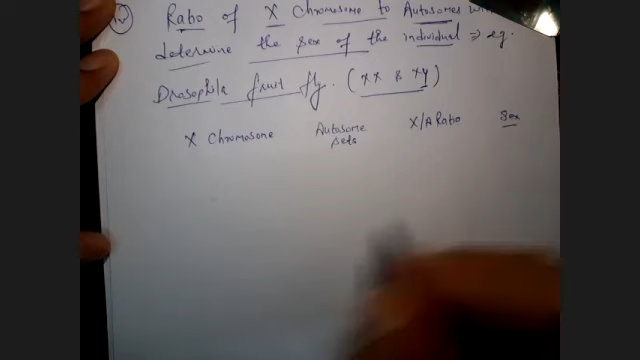 Ratio of X Chromosome to Autosomes will
determine the sex of the individual ⇒ eg.
Drosophila fruit fly. (XX & XY)
X Chromosome Autosome sets X/A Ratio Sex